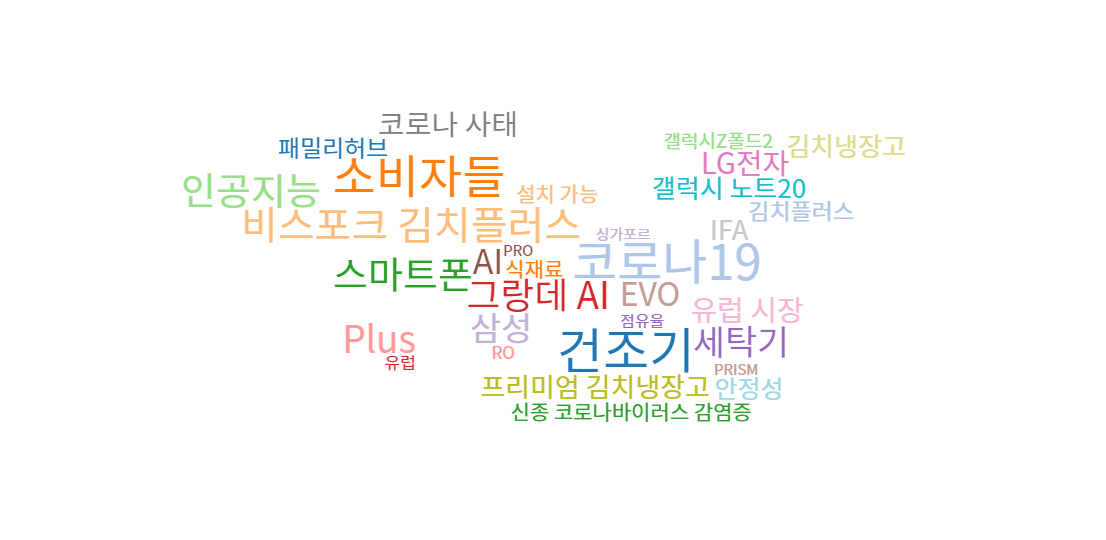 코로나 사태
패밀리허브
갤럭시Z폴드2
김치냉장고
LG전자
소비자들
인공지능
설치 가능
갤럭시 노트20
김치플러스
비스포크 김치플러스
싱가포르
IFA
PRO
AI
식재료
코로나19
스마트폰
그랑데 AI
EVO
유럽 시장
점유율
삼성
Plus
건조기
세탁기
RO
유럽
PRISM
프리미엄 김치냉장고
안정성
신종 코로나바이러스 감염증